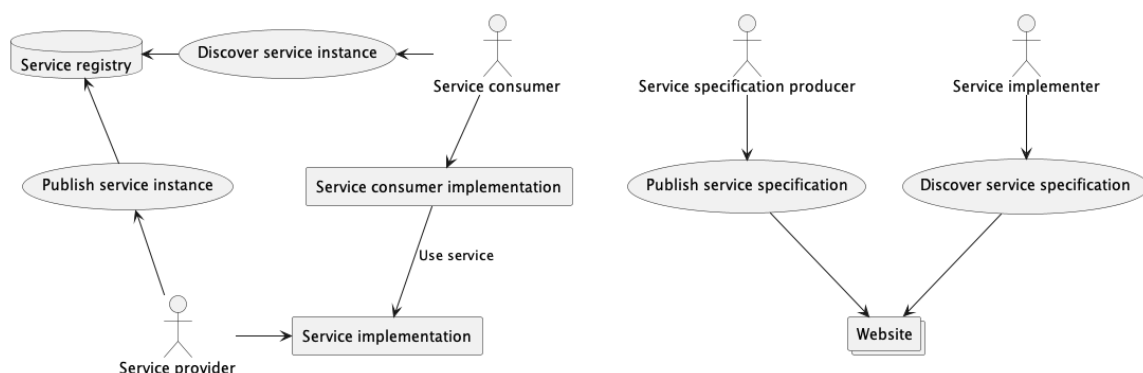 Service registry
Discover service instance
Service consumer
Service specification producer
Service implementer
Publish service instance
Service consumer implementation
Publish service specification
Discover service specification
Use service
Service implementation
Website
Service provider